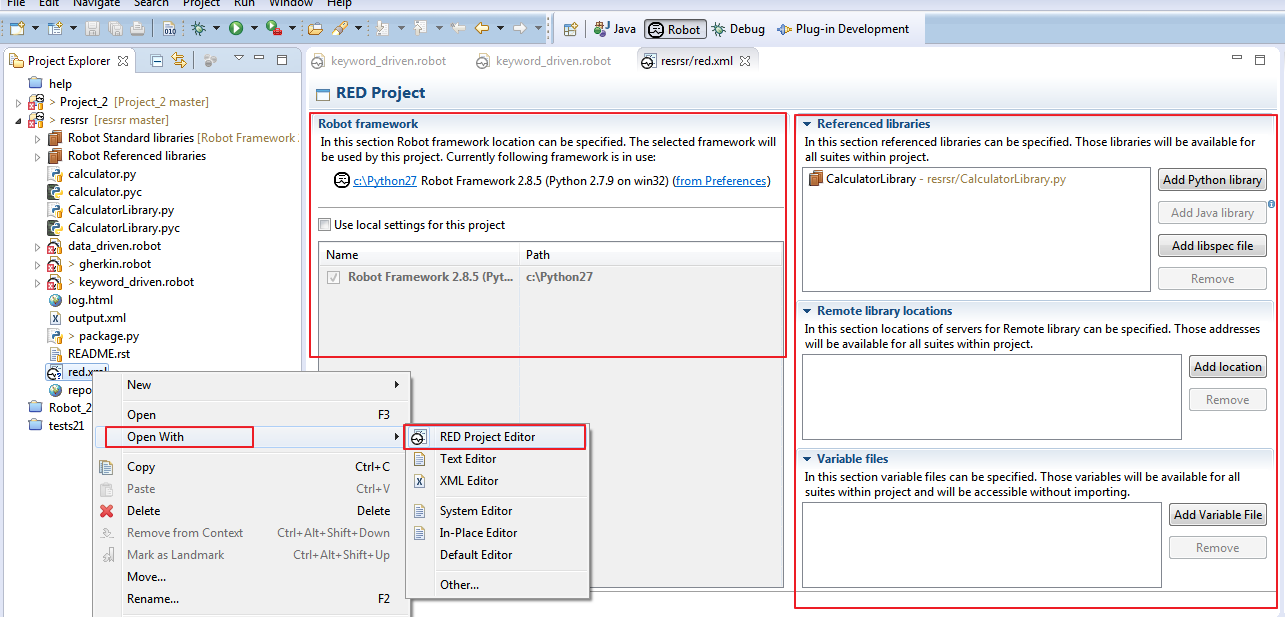 File Edit Navigate Search Project Run Window Help
Java Robot Debug Plug-in Development
Project Explorer
keyword_driven.robot keyword_driven.robot resrsr/red.xml
help
> Project_2 [Project_2 master]
> resrsr [resrsr master]
Robot Standard libraries [Robot Framework
Robot Referenced libraries
calculator.py
calculator.pyc
CalculatorLibrary.py
CalculatorLibrary.pyc
data_driven.robot
> gherkin.robot
> keyword_driven.robot
log.html
output.xml
> package.py
README.rst
red.xml
repo
Robot_2
tests21
RED Project
Robot framework
In this section Robot framework location can be specified. The selected framework will
be used by this project. Currently following framework is in use:
c:\Python27 Robot Framework 2.8.5 (Python 2.7.9 on win32) (from Preferences)
Use local settings for this project
Name Path
Robot Framework 2.8.5 (Pyt... c:\Python27
Referenced libraries
In this section referenced libraries can be specified. Those libraries will be available for
all suites within project.
CalculatorLibrary - resrsr/CalculatorLibrary.py
Add Python library
Add Java library
Add libspec file
Remove
Remote library locations
In this section locations of servers for Remote library can be specified. Those addresses
will be available for all suites within project.
Add location
Remove
Variable files
In this section variable files can be specified. Those variables will be available for all
suites within project and will be accessible without importing.
Add Variable File
Remove
New
Open F3
Open With
Copy Ctrl+C
Paste Ctrl+V
Delete Delete
Remove from Context Ctrl+Alt+Shift+Down
Mark as Landmark Ctrl+Alt+Shift+Up
Move...
Rename... F2
RED Project Editor
Text Editor
XML Editor
System Editor
In-Place Editor
Default Editor
Other...